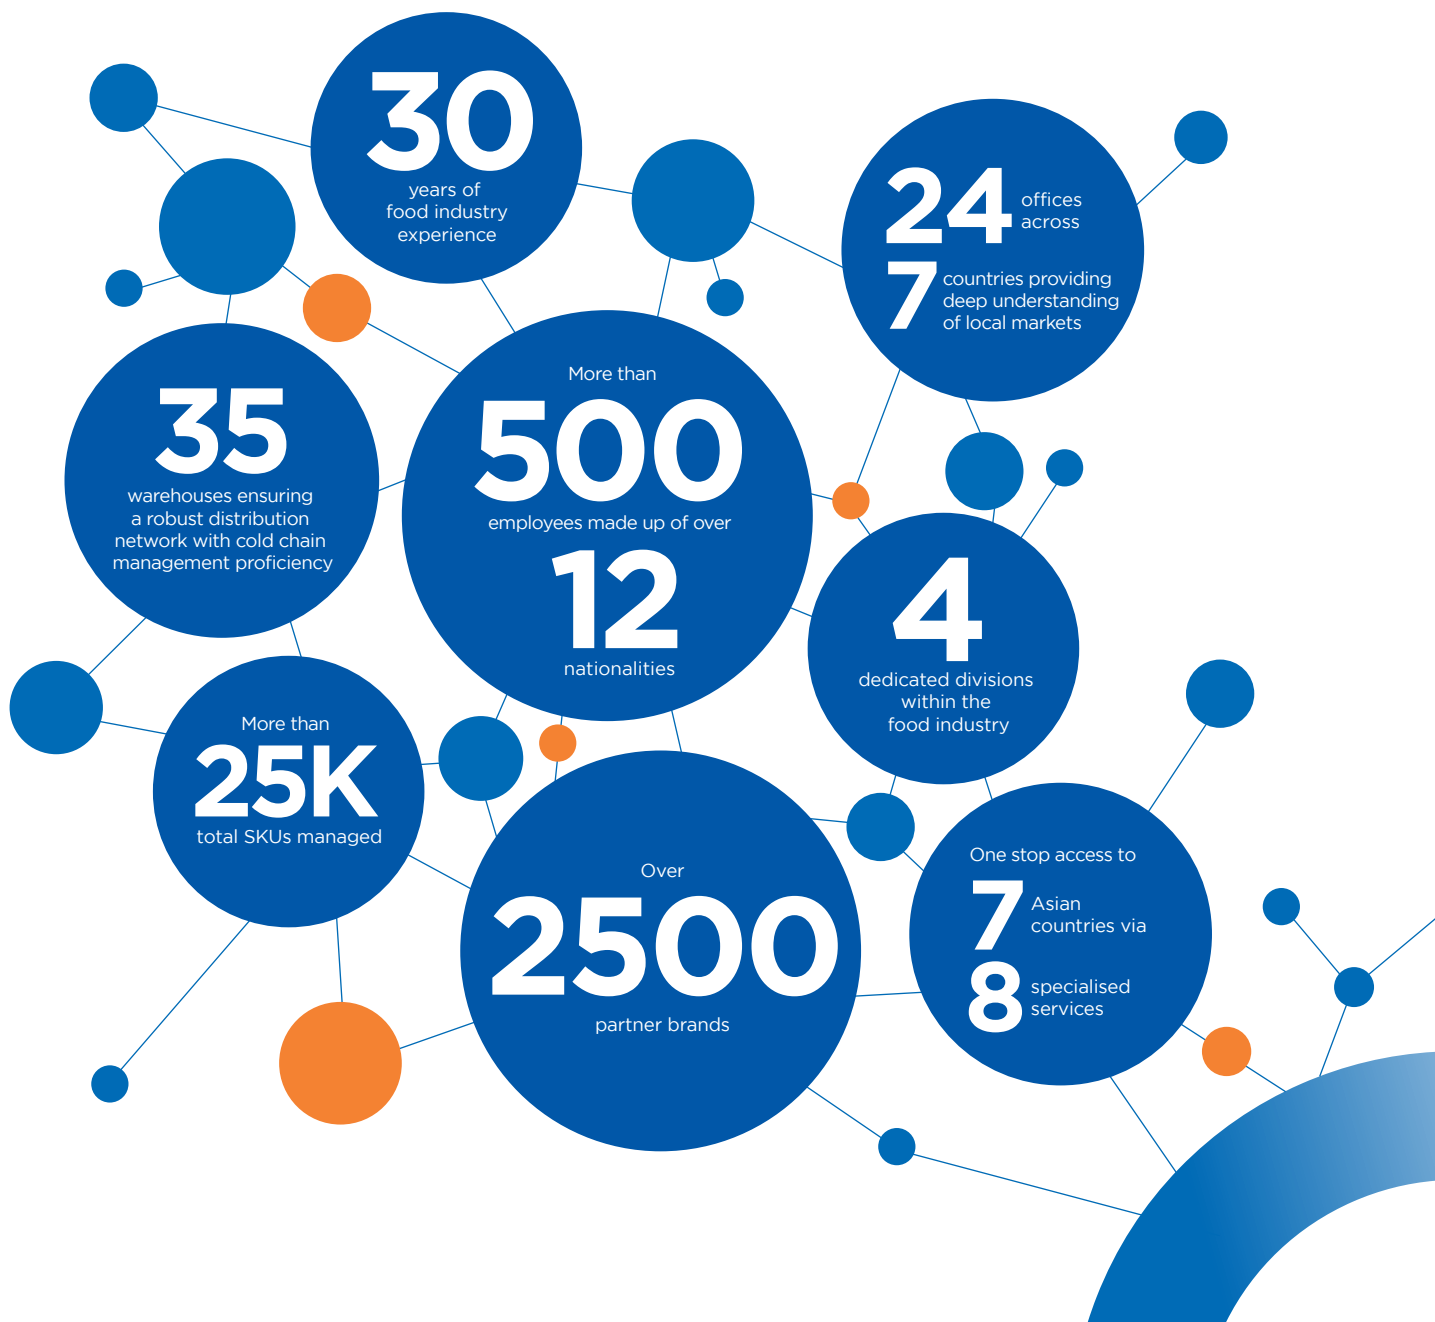 30
years of
food industry
experience
24 offices
across
7 countries providing
deep understanding
of local markets
35
warehouses ensuring
a robust distribution
network with cold chain
management proficiency
More than
500
employees made up of over
12
nationalities
4
dedicated divisions
within the
food industry
More than
25K
total SKUs managed
Over
2500
partner brands
One stop access to
7 Asian
countries via
8 specialised
services